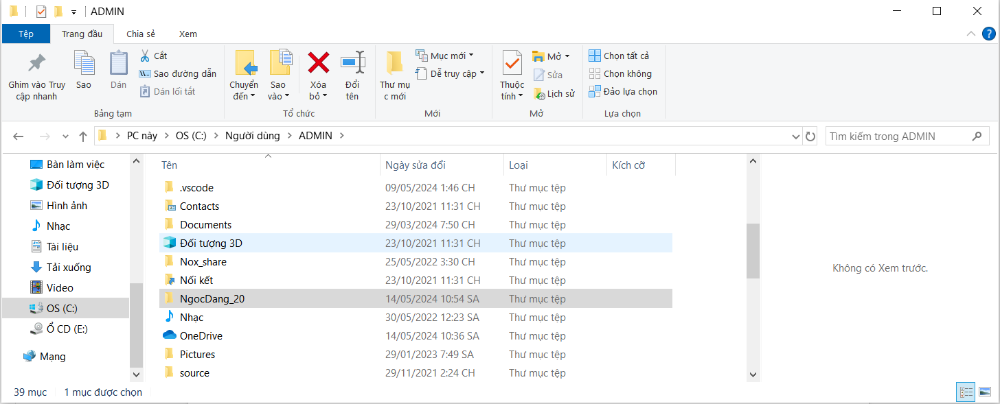 ADMIN
Tệp Trang đầu Chia sẻ Xem
Ghim vào Truy cập nhanh
Sao
Dán
Cắt
Sao đường dẫn
Dán lối tắt
Bảng tạm
Chuyển đến
Sao vào
Xóa bỏ
Đổi tên
Tổ chức
Thư mụ
c mới
Mục mới
Dễ truy cập
Mới
Thuộc tính
Mở
Sửa
Lịch sử
Mở
Chọn tất cả
Chọn không
Đảo lựa chọn
Lựa chọn
PC này OS (C:) Người dùng ADMIN
Tìm kiếm trong ADMIN
Bàn làm việc
Đối tượng 3D
Hình ảnh
Nhạc
Tài liệu
Tải xuống
Video
OS (C:)
Ổ CD (E:)
Mạng
Tên Ngày sửa đổi Loại Kích cỡ
.vscode 09/05/2024 1:46 CH Thư mục tệp
Contacts 23/10/2021 11:31 CH Thư mục tệp
Documents 29/03/2024 7:50 CH Thư mục tệp
Đối tượng 3D 23/10/2021 11:31 CH Thư mục tệp
Nox_share 25/05/2022 3:30 CH Thư mục tệp
Nối kết 23/10/2021 11:31 CH Thư mục tệp
NgocDang_20 14/05/2024 10:54 SA Thư mục tệp
Nhạc 30/05/2022 12:23 SA Thư mục tệp
OneDrive 14/05/2024 10:36 SA Thư mục tệp
Pictures 29/01/2023 7:49 SA Thư mục tệp
source 29/11/2021 2:24 CH Thư mục tệp
Không có Xem trước.
39 mục 1 mục được chọn